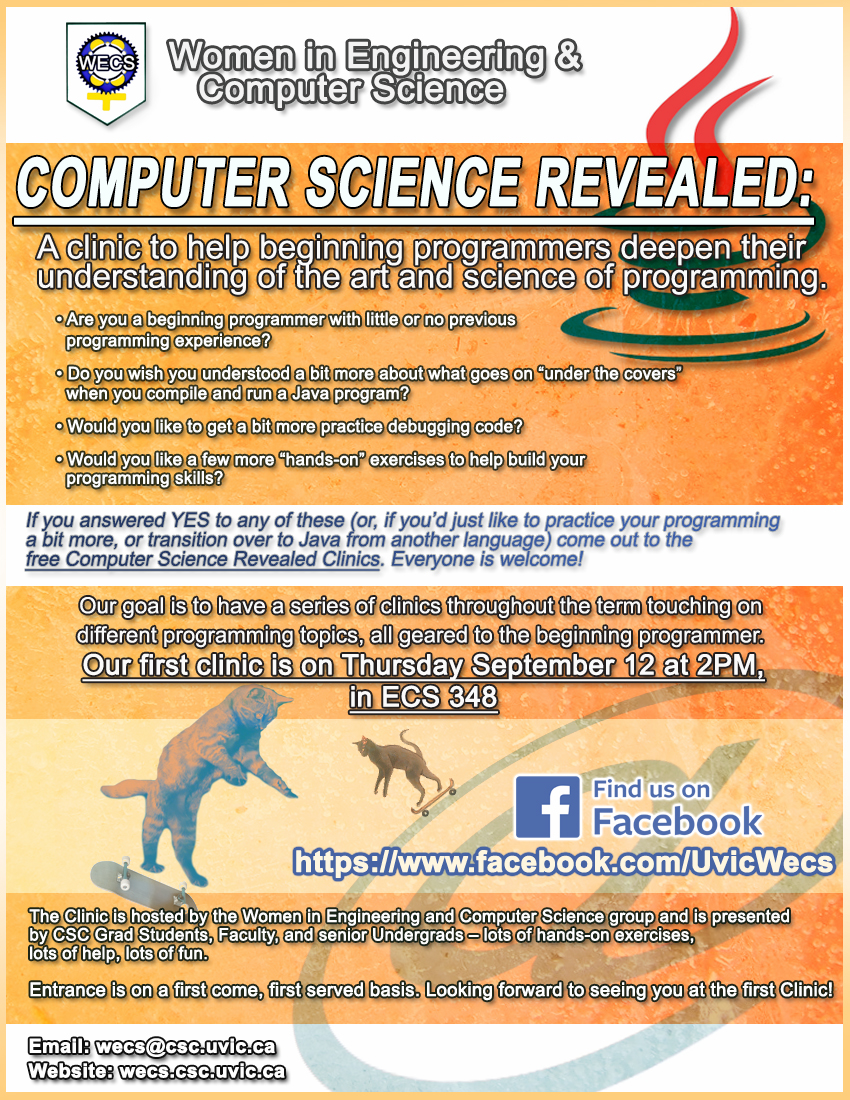 WECS
Women in Engineering &
Computer Science
COMPUTER SCIENCE REVEALED:
A clinic to help beginning programmers deepen their
understanding of the art and science of programming.
• Are you a beginning programmer with little or no previous
programming experience?
• Do you wish you understood a bit more about what goes on “under the covers”
when you compile and run a Java program?
• Would you like to get a bit more practice debugging code?
• Would you like a few more “hands-on” exercises to help build your
programming skills?
If you answered YES to any of these (or, if you’d just like to practice your programming
a bit more, or transition over to Java from another language) come out to the
free Computer Science Revealed Clinics. Everyone is welcome!
Our goal is to have a series of clinics throughout the term touching on
different programming topics, all geared to the beginning programmer.
Our first clinic is on Thursday September 12 at 2PM,
in ECS 348
f
Find us on
Facebook
https://www.facebook.com/UvicWecs
The Clinic is hosted by the Women in Engineering and Computer Science group and is presented
by CSC Grad Students, Faculty, and senior Undergrads – lots of hands-on exercises,
lots of help, lots of fun.
Entrance is on a first come, first served basis. Looking forward to seeing you at the first Clinic!
Email: wecs@csc.uvic.ca
Website: wecs.csc.uvic.ca